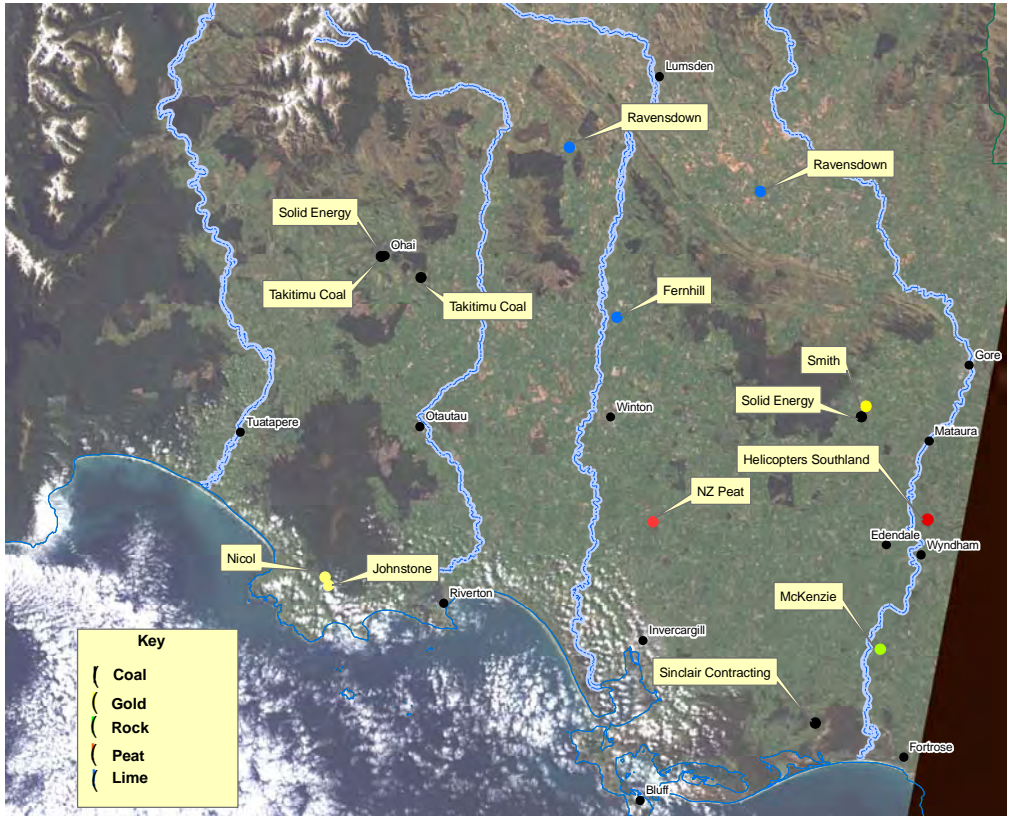 Lumsden
Ravensdown
Ravensdown
Solid Energy
Ohai
Takitimu Coal
Takitimu Coal
Fernhill
Gore
Smith
Solid Energy
Winton
Tuatapere
Otautau
Mataura
Helicopters Southland
NZ Peat
Edendale
Wyndham
Nicol
Johnstone
Riverton
McKenzie
Invercargill
Sinclair Contracting
Fortrose
Bluff
Key
( Coal
( Gold
( Rock
( Peat
( Lime